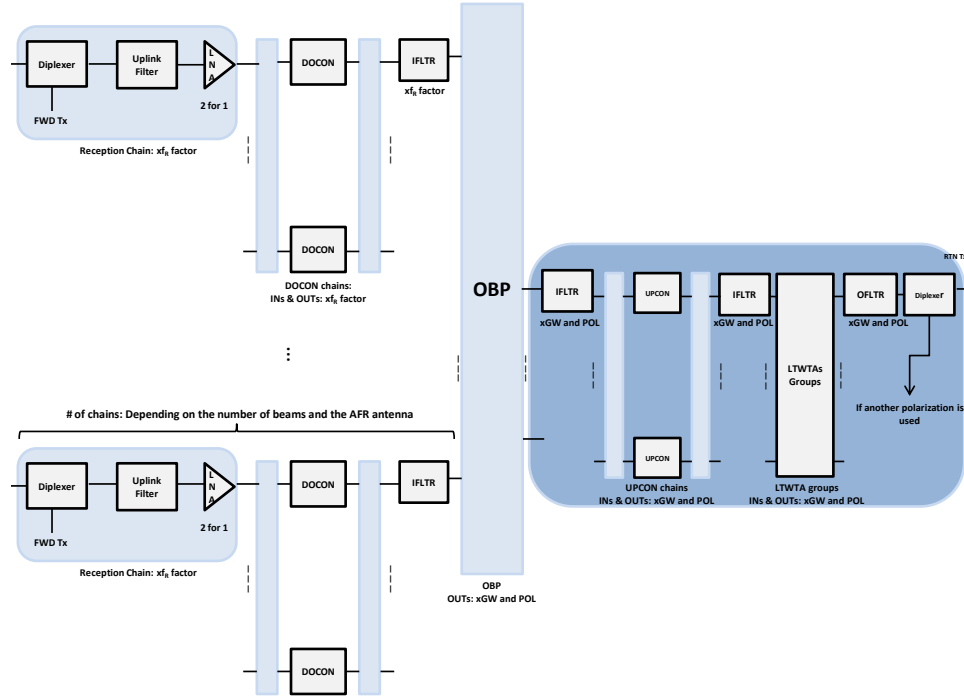 Diplexer
Uplink
Filter
L
N
A
DOCON
IFLTR
xfR factor
FWD Tx
2 for 1
Reception Chain: xfR factor
DOCON
DOCON chains:
INs & OUTs: xfR factor
...
# of chains: Depending on the number of beams and the AFR antenna
Diplexer
Uplink
Filter
L
N
A
DOCON
IFLTR
FWD Tx
2 for 1
Reception Chain: xfR factor
DOCON
OBP
OBP
OUTs: xGW and POL
IFLTR
xGW and POL
UPCON
IFLTR
xGW and POL
LTWTAs
Groups
OFLTR
xGW and POL
Diplexer
If another polarization is
used
UPCON
UPCON chains
INs & OUTs: xGW and POL
LTWTA groups
INs & OUTs: xGW and POL